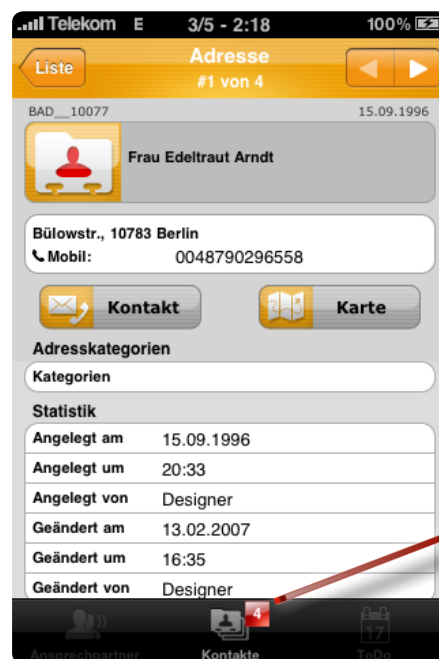 Telekom E 3/5 - 2:18 100%
Liste
Adresse
#1 von 4
BAD__10077 15.09.1996
Frau Edeltraut Arndt
Bülowstr., 10783 Berlin
Mobil: 0048790296558
Kontakt Karte
Adresskategorien
Kategorien
Statistik
Angelegt am 15.09.1996
Angelegt um 20:33
Angelegt von Designer
Geändert am 13.02.2007
Geändert um 16:35
Geändert von Designer
4
17
Ansprechpartner Kontakte ToDo